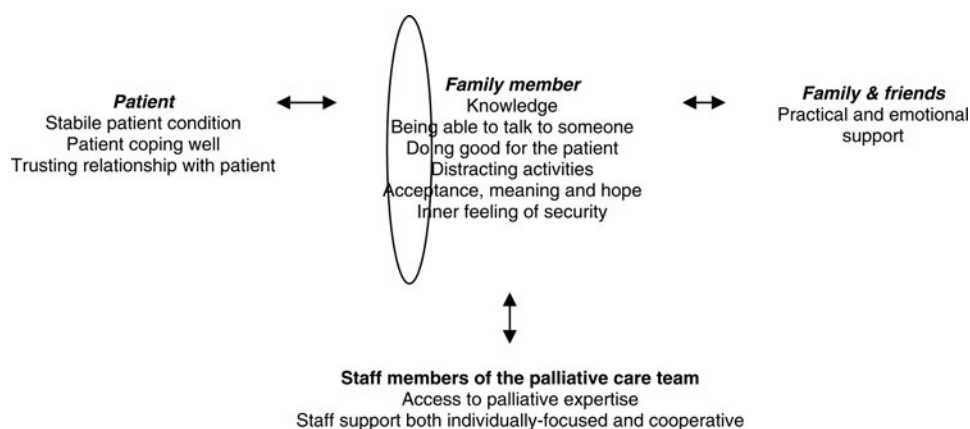 Patient
Stabile patient condition
Patient coping well
Trusting relationship with patient
Family member
Knowledge
Being able to talk to someone
Doing good for the patient
Distracting activities
Acceptance, meaning and hope
Inner feeling of security
Family & friends
Practical and emotional
support
Staff members of the palliative care team
Access to palliative expertise
Staff support both individually-focused and cooperative